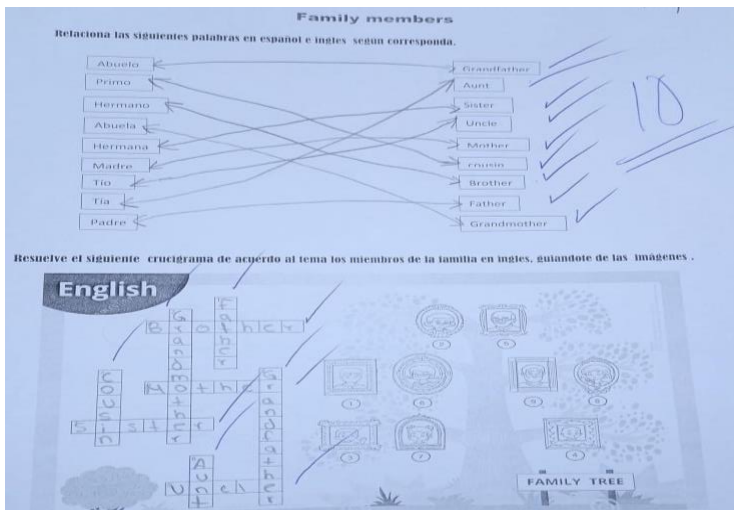 Family members
Relaciona las siguientes palabras en español e ingles segun corresponda.
Abuelo
Grandfather
Primo
Aunt
Hermano
Sister
Abuela
Uncle
Hermana
Mother
Madre
cousin
Tio
Brother
Tia
Father
Padre
Grandmother
10
Resuelve el siguiente crucigrama de acuerdo al tema los miembros de la familia en ingles, guiandote de las imágenes .
English
Father
Grandmother
Brother
Cousin
Mother
Grandfather
Sister
Aunt
Uncle
FAMILY TREE